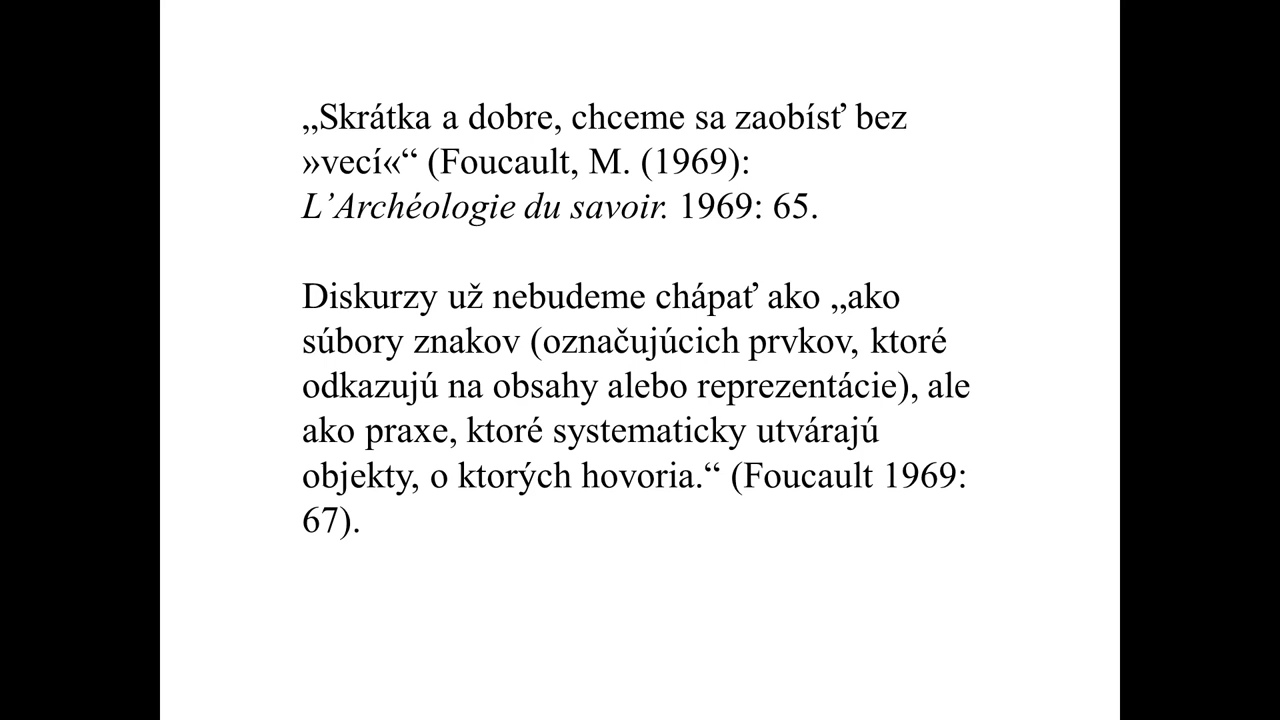 „Skrátka a dobre, chceme sa zaobísť bez
»vecí«“ (Foucault, M. (1969):
L’Archéologie du savoir. 1969: 65.
Diskurzy už nebudeme chápať ako „ako
súbory znakov (označujúcich prvkov, ktoré
odkazujú na obsahy alebo reprezentácie), ale
ako praxe, ktoré systematicky utvárajú
objekty, o ktorých hovoria.“ (Foucault 1969:
67).